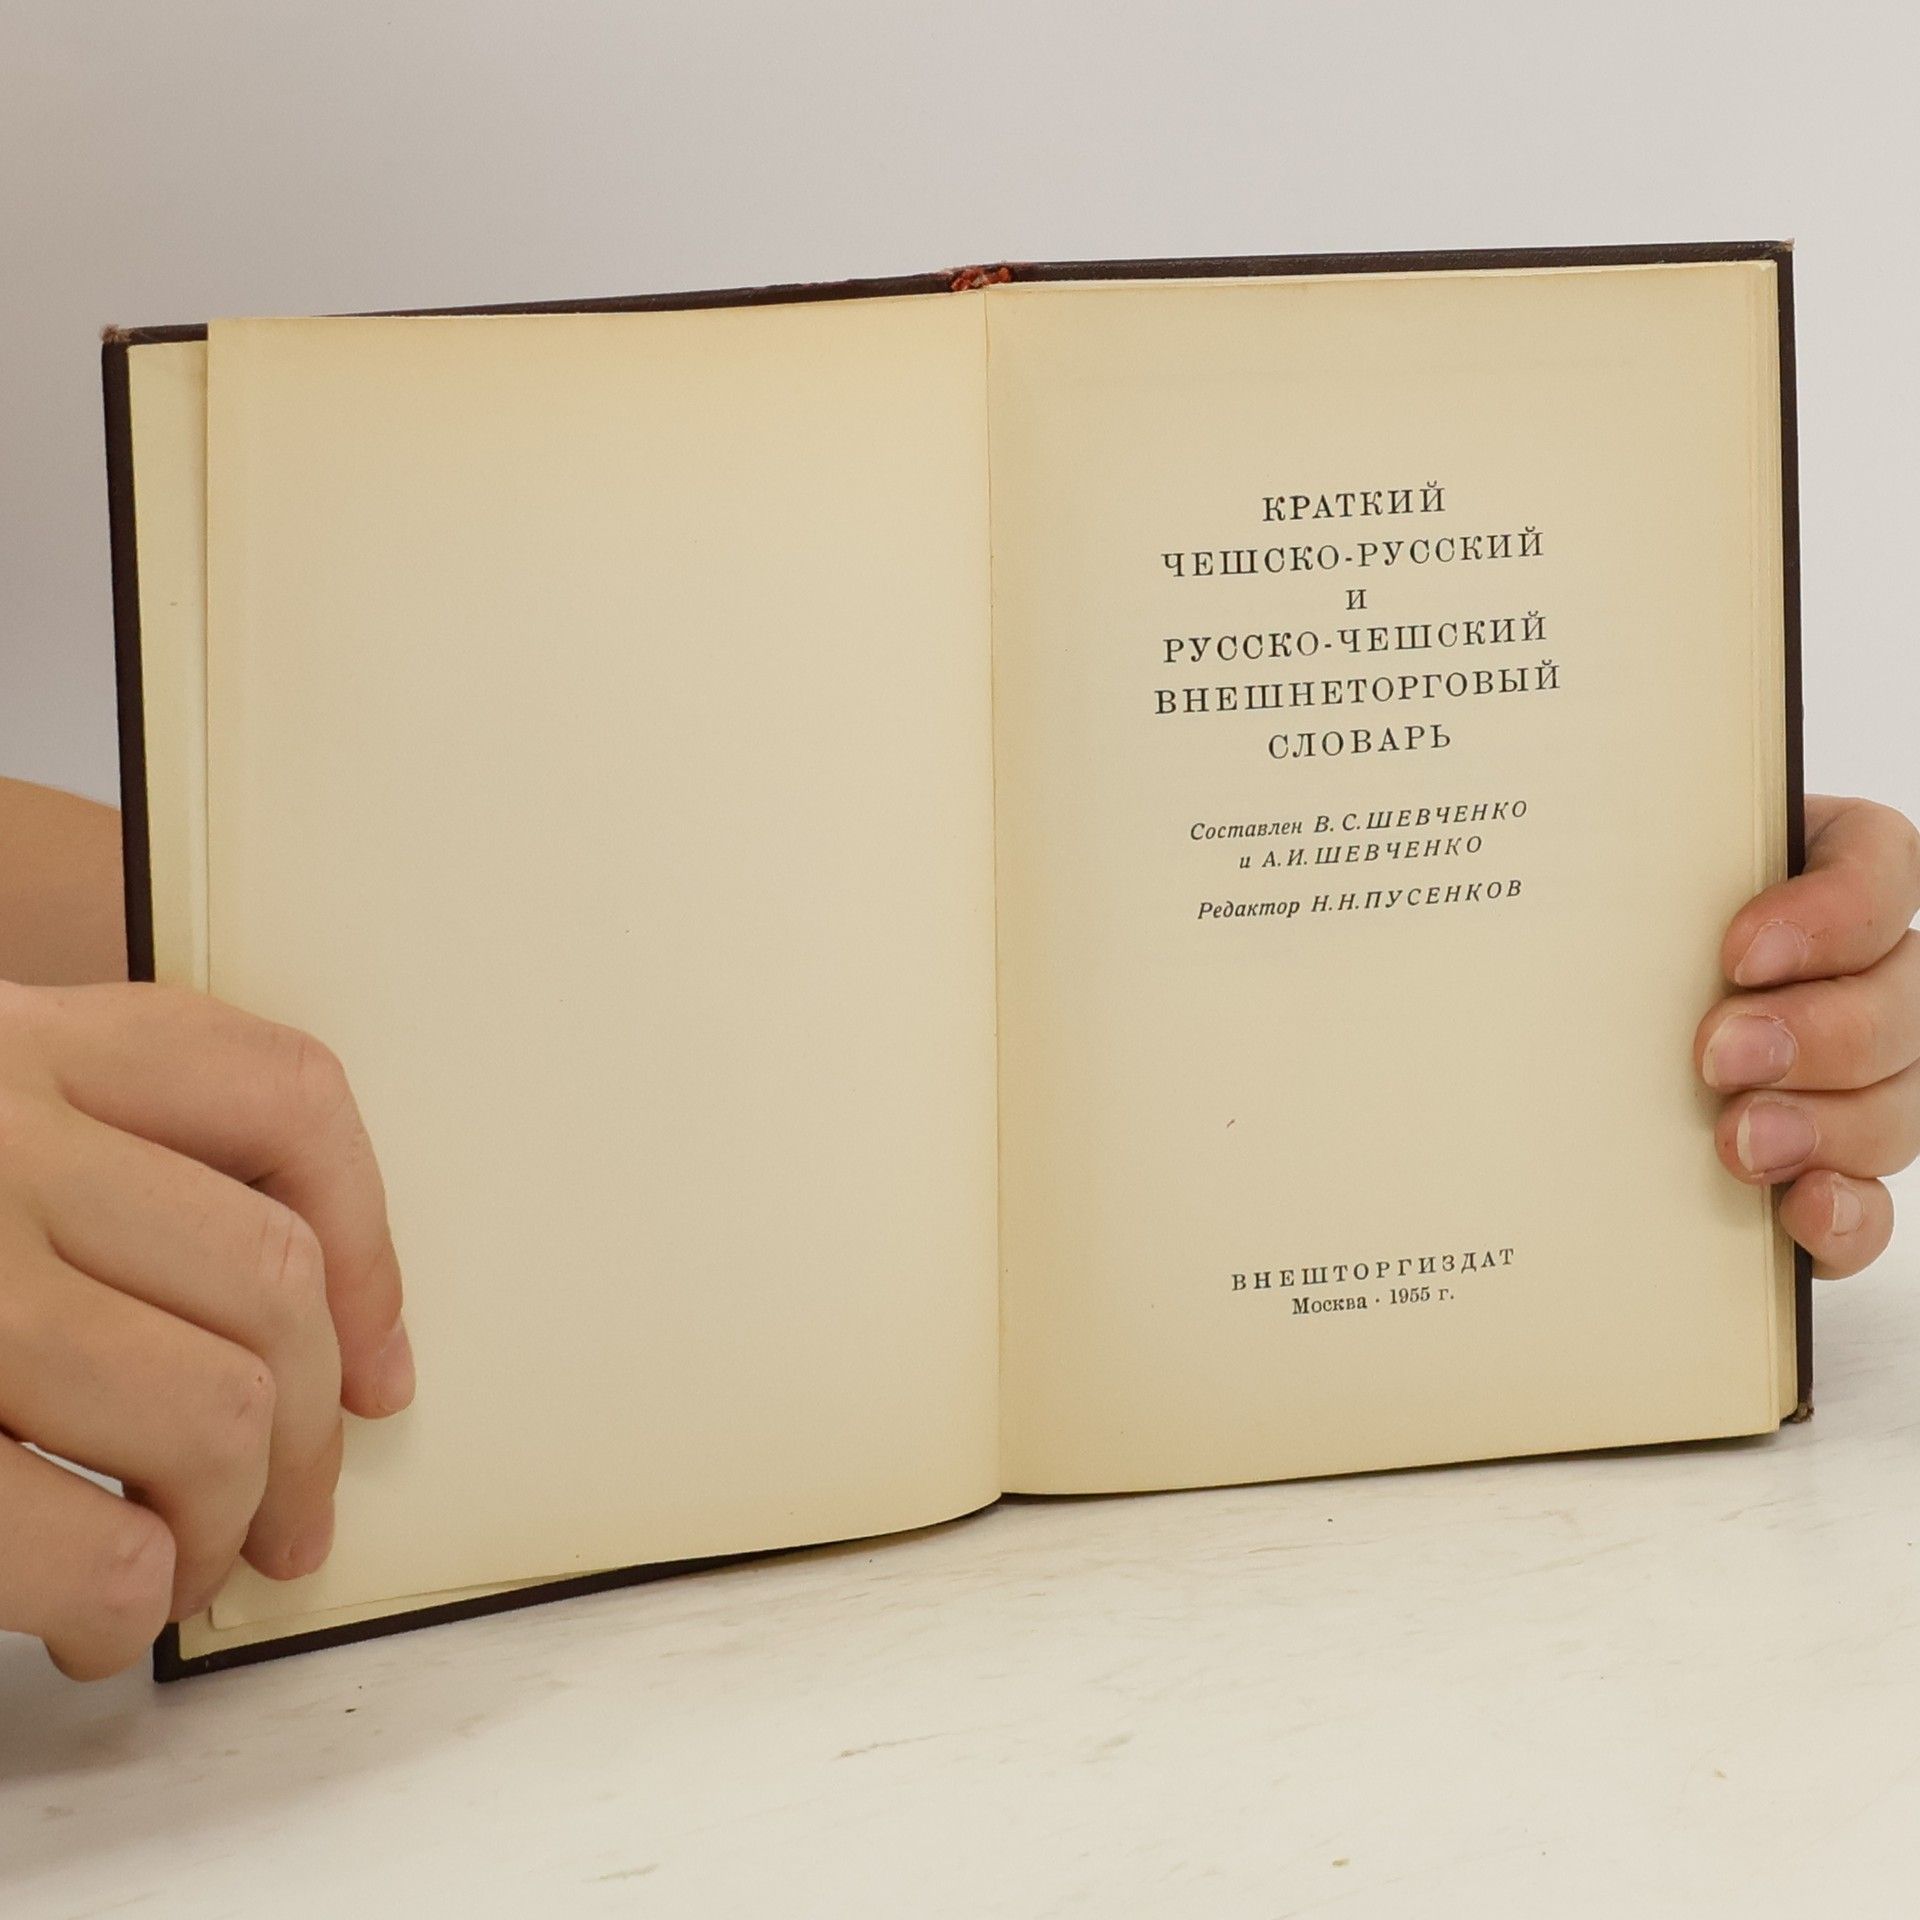 КРАТКИЙ
ЧЕШСКО-РУССКИЙ
И
РУССКО-ЧЕШСКИЙ
ВНЕШНЕТОРГОВЫЙ
СЛОВАРЬ
Составлен В. С. ШЕВЧЕНКО
и А. И. ШЕВЧЕНКО
Редактор Н. Н. ПУСЕНКОВ
ВНЕШТОРГИЗДАТ
Москва · 1955 г.